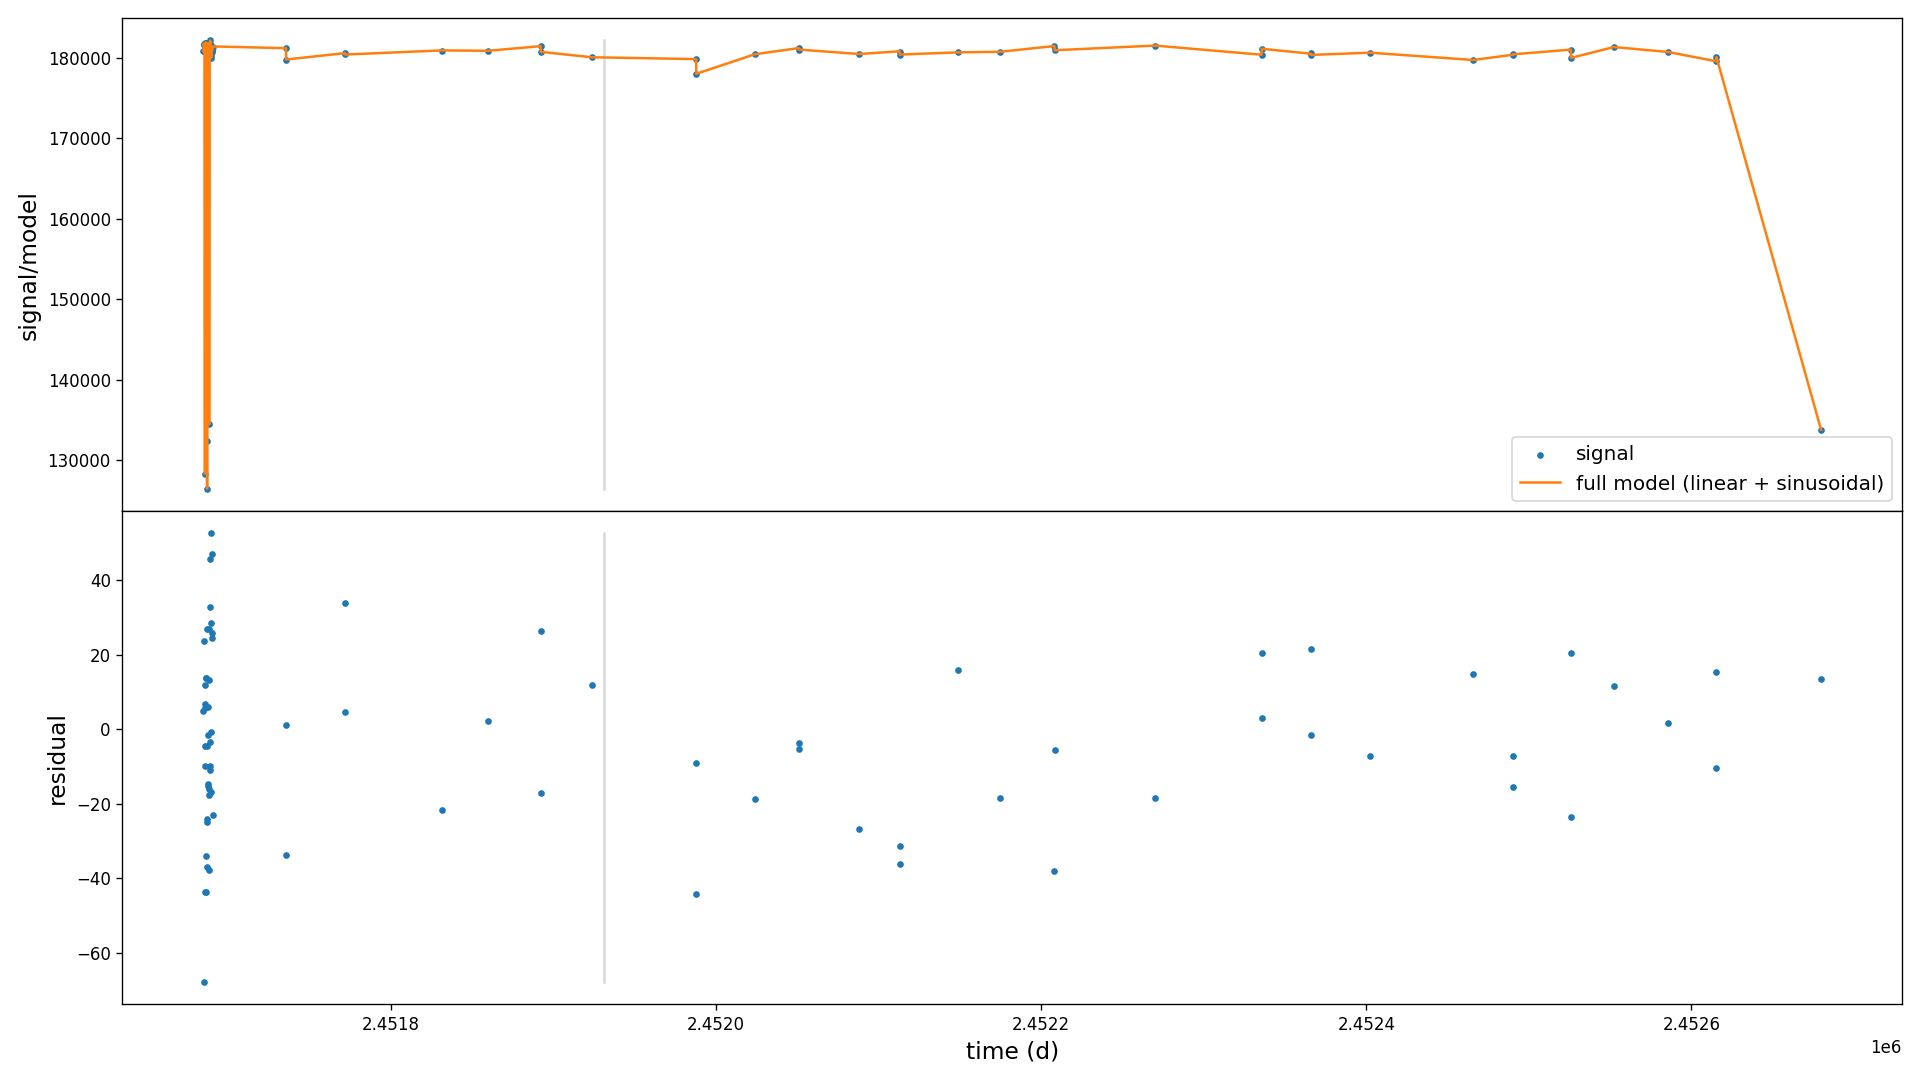 180000
170000
160000
150000
140000
130000
signal/model
signal
full model (linear + sinusoidal)
40
20
0
−20
−40
−60
residual
2.4518
2.4520
2.4522
2.4524
2.4526
1e6
time (d)